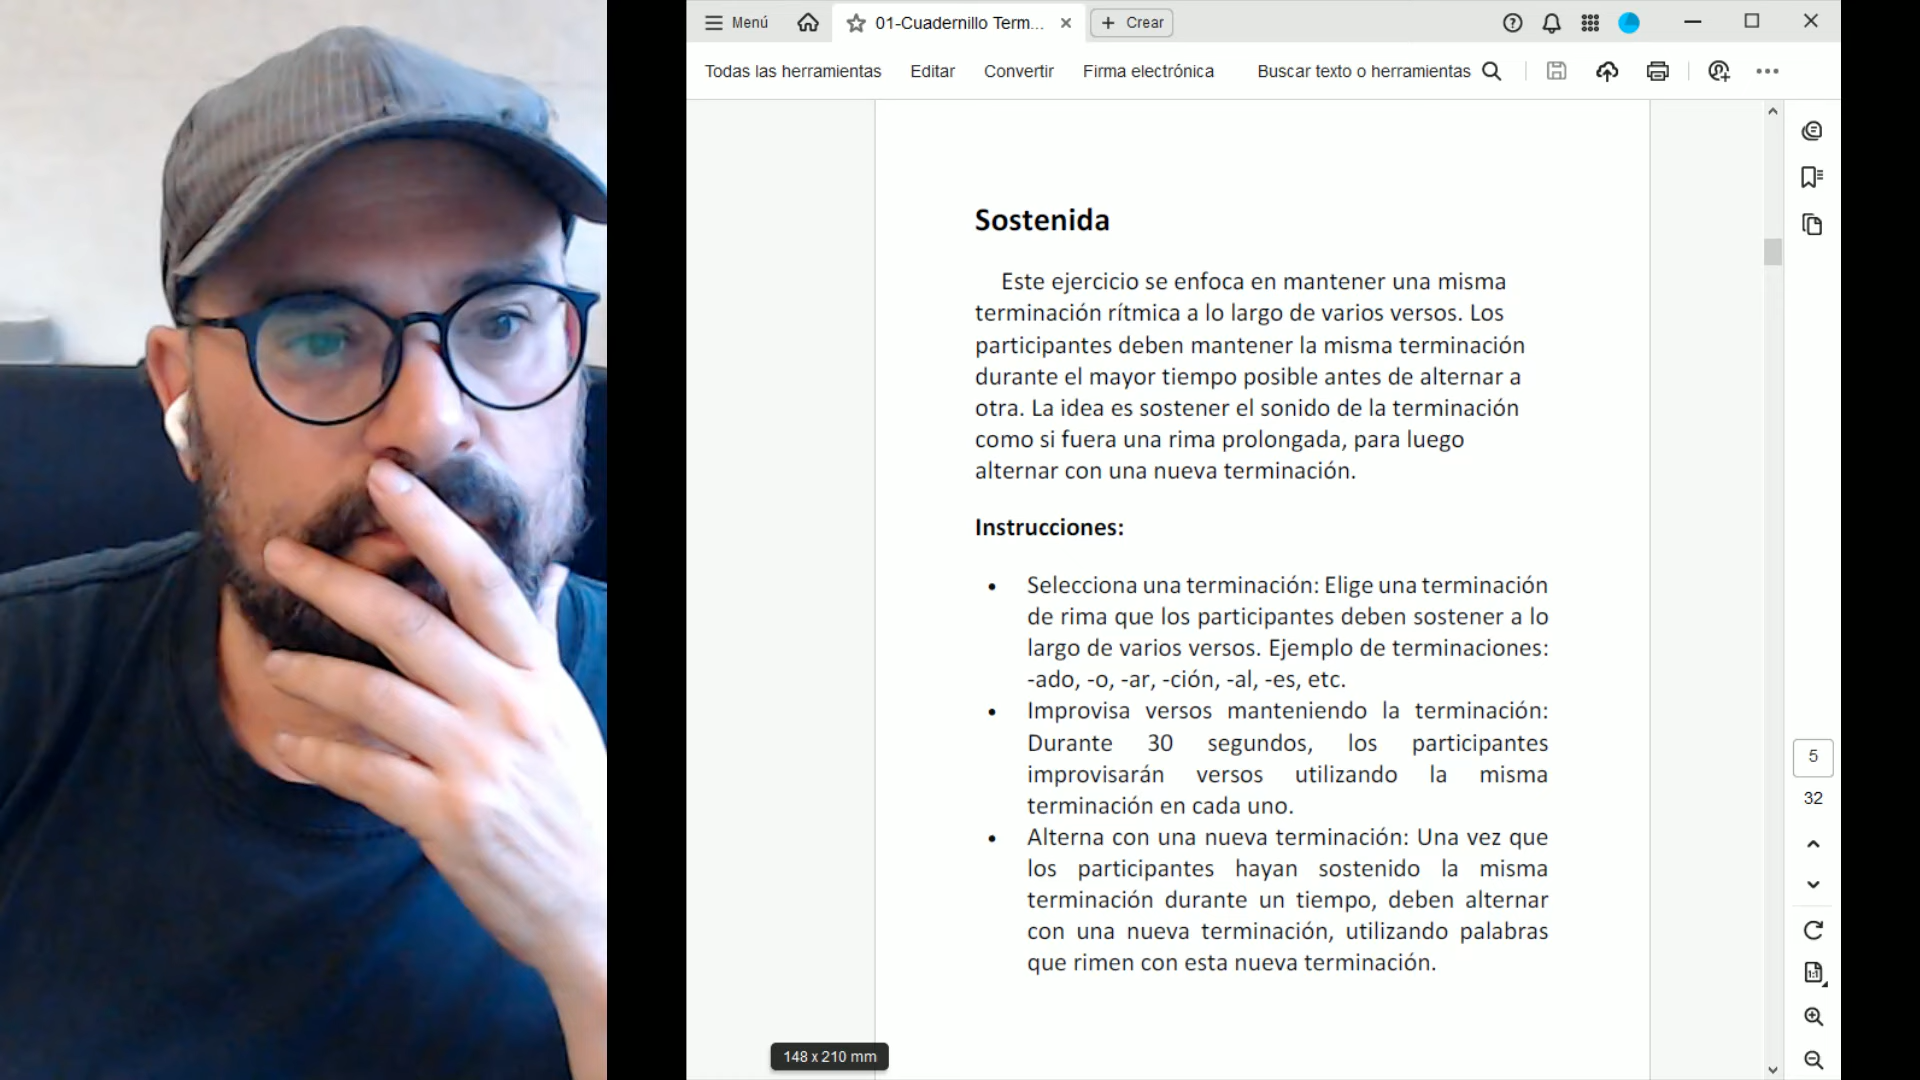 Menú
01-Cuadernillo Term...
Crear
Todas las herramientas
Editar
Convertir
Firma electrónica
Buscar texto o herramientas
Sostenida
Este ejercicio se enfoca en mantener una misma
terminación rítmica a lo largo de varios versos. Los
participantes deben mantener la misma terminación
durante el mayor tiempo posible antes de alternar a
otra. La idea es sostener el sonido de la terminación
como si fuera una rima prolongada, para luego
alternar con una nueva terminación.
Instrucciones:
• Selecciona una terminación: Elige una terminación
de rima que los participantes deben sostener a lo
largo de varios versos. Ejemplo de terminaciones:
-ado, -o, -ar, -ción, -al, -es, etc.
• Improvisa versos manteniendo la terminación:
Durante 30 segundos, los participantes
improvisarán versos utilizando la misma
terminación en cada uno.
• Alterna con una nueva terminación: Una vez que
los participantes hayan sostenido la misma
terminación durante un tiempo, deben alternar
con una nueva terminación, utilizando palabras
que rimen con esta nueva terminación.
5
32
148 x 210 mm